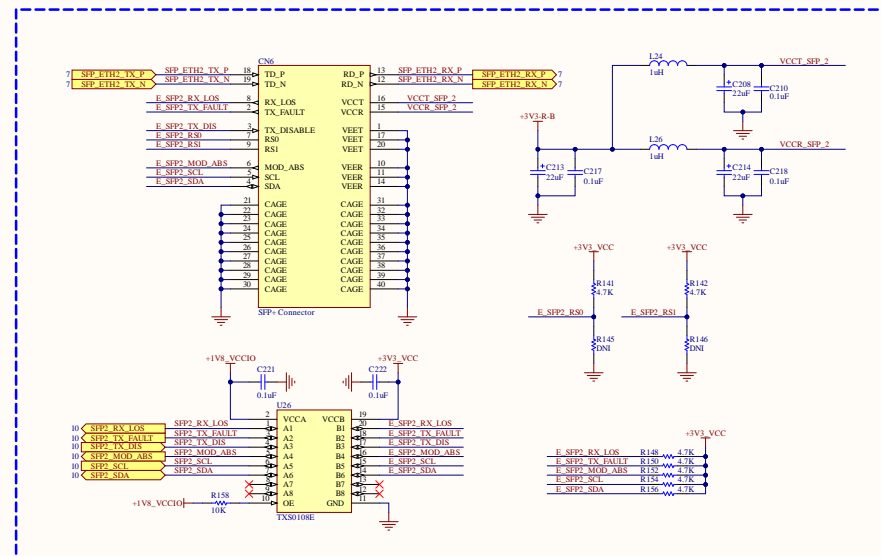 CN6
7 SFP_ETH2_TX_P SFP_ETH2_TX_P 18 TD_P RD_P 13 SFP_ETH2_RX_P SFP_ETH2_RX_P 7
7 SFP_ETH2_TX_N SFP_ETH2_TX_N 19 TD_N RD_N 12 SFP_ETH2_RX_N SFP_ETH2_RX_N 7
E_SFP2_RX_LOS 8 RX_LOS VCCT 16 VCCT_SFP_2
E_SFP2_TX_FAULT 2 TX_FAULT VCCR 15 VCCR_SFP_2
E_SFP2_TX_DIS 3 TX_DISABLE VEET 1
E_SFP2_RS0 7 RS0 VEET 17
E_SFP2_RS1 9 RS1 VEET 20
E_SFP2_MOD_ABS 6 MOD_ABS VEER 10
E_SFP2_SCL 5 SCL VEER 11
E_SFP2_SDA 4 SDA VEER 14
21 CAGE CAGE 31
22 CAGE CAGE 32
23 CAGE CAGE 33
24 CAGE CAGE 34
25 CAGE CAGE 35
26 CAGE CAGE 36
27 CAGE CAGE 37
28 CAGE CAGE 38
29 CAGE CAGE 39
30 CAGE CAGE 40
SFP+ Connector
L24
1uH
VCCT_SFP_2
+ C208
22uF
C210
0.1uF
+3V3-R-B
L26
1uH
VCCR_SFP_2
+ C213
22uF
C217
0.1uF
+ C214
22uF
C218
0.1uF
+3V3_VCC
R141
4.7K
E_SFP2_RS0
R145
DNI
+3V3_VCC
R142
4.7K
E_SFP2_RS1
R146
DNI
+1V8_VCCIO
C221
0.1uF
+3V3_VCC
C222
0.1uF
U26
2 VCCA VCCB 19
10 SFP2_RX_LOS SFP2_RX_LOS 1 A1 B1 20 E_SFP2_RX_LOS
10 SFP2_TX_FAULT SFP2_TX_FAULT A2 B2 18 E_SFP2_TX_FAULT
10 SFP2_TX_DIS SFP2_TX_DIS A3 B3 17 E_SFP2_TX_DIS
10 SFP2_MOD_ABS SFP2_MOD_ABS A4 B4 16 E_SFP2_MOD_ABS
10 SFP2_SCL SFP2_SCL A5 B5 15 E_SFP2_SCL
10 SFP2_SDA SFP2_SDA A6 B6 14 E_SFP2_SDA
8 A7 B7 13
9 A8 B8 12
+1V8_VCCIO R158 10K 10 OE GND 11
TXS0108E
+3V3_VCC
E_SFP2_RX_LOS R148 4.7K
E_SFP2_TX_FAULT R150 4.7K
E_SFP2_MOD_ABS R152 4.7K
E_SFP2_SCL R154 4.7K
E_SFP2_SDA R156 4.7K